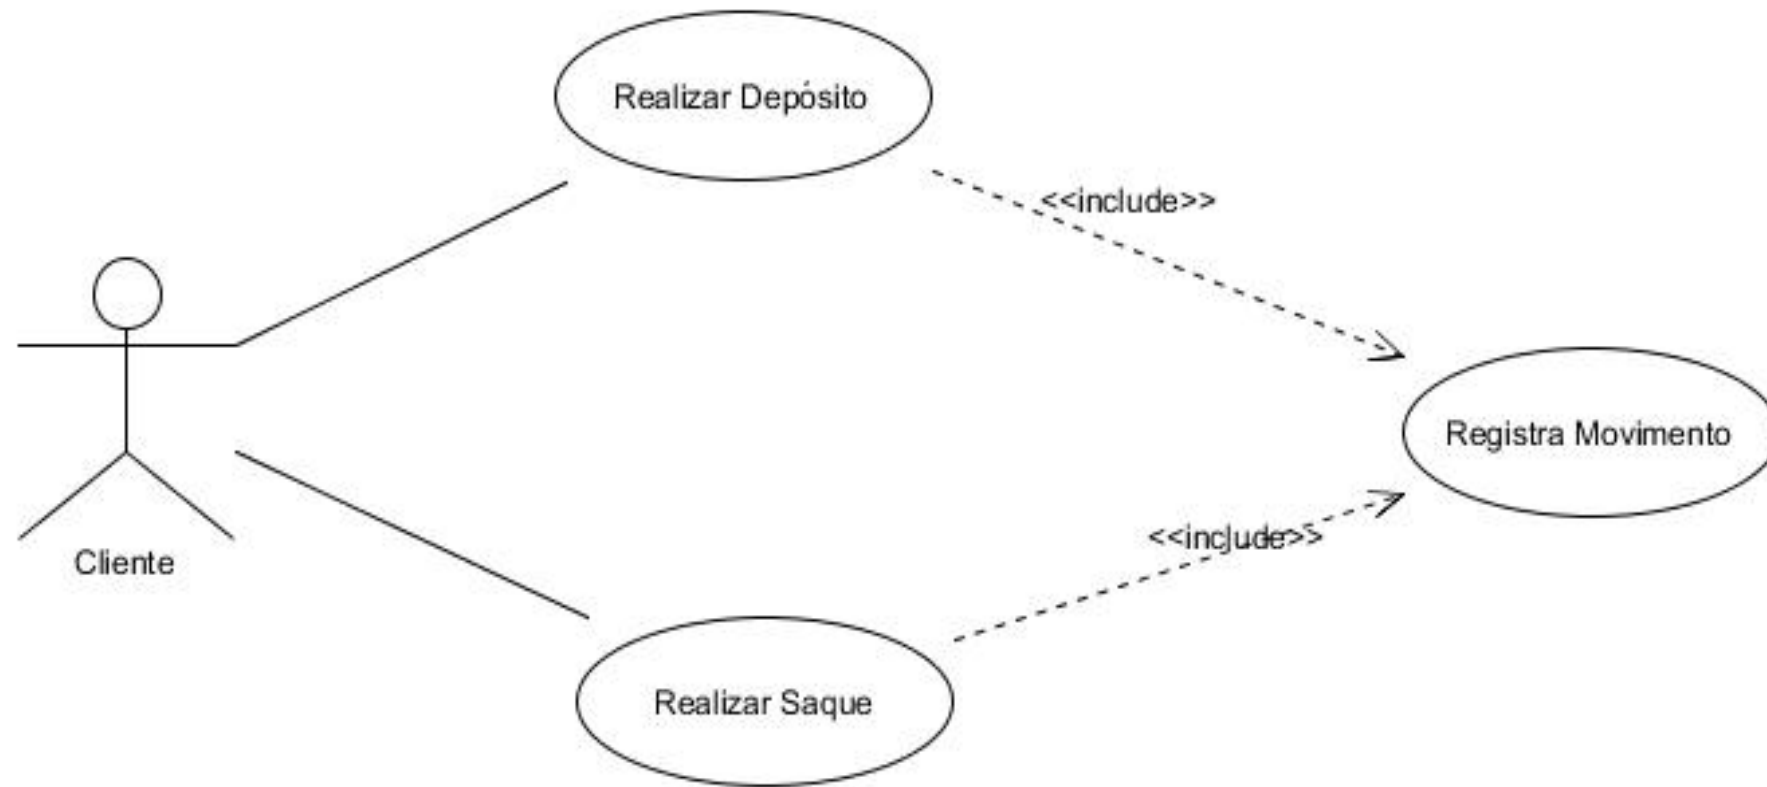 Realizar Depósito
<<include>>
Registra Movimento
<<include>>
Cliente
Realizar Saque